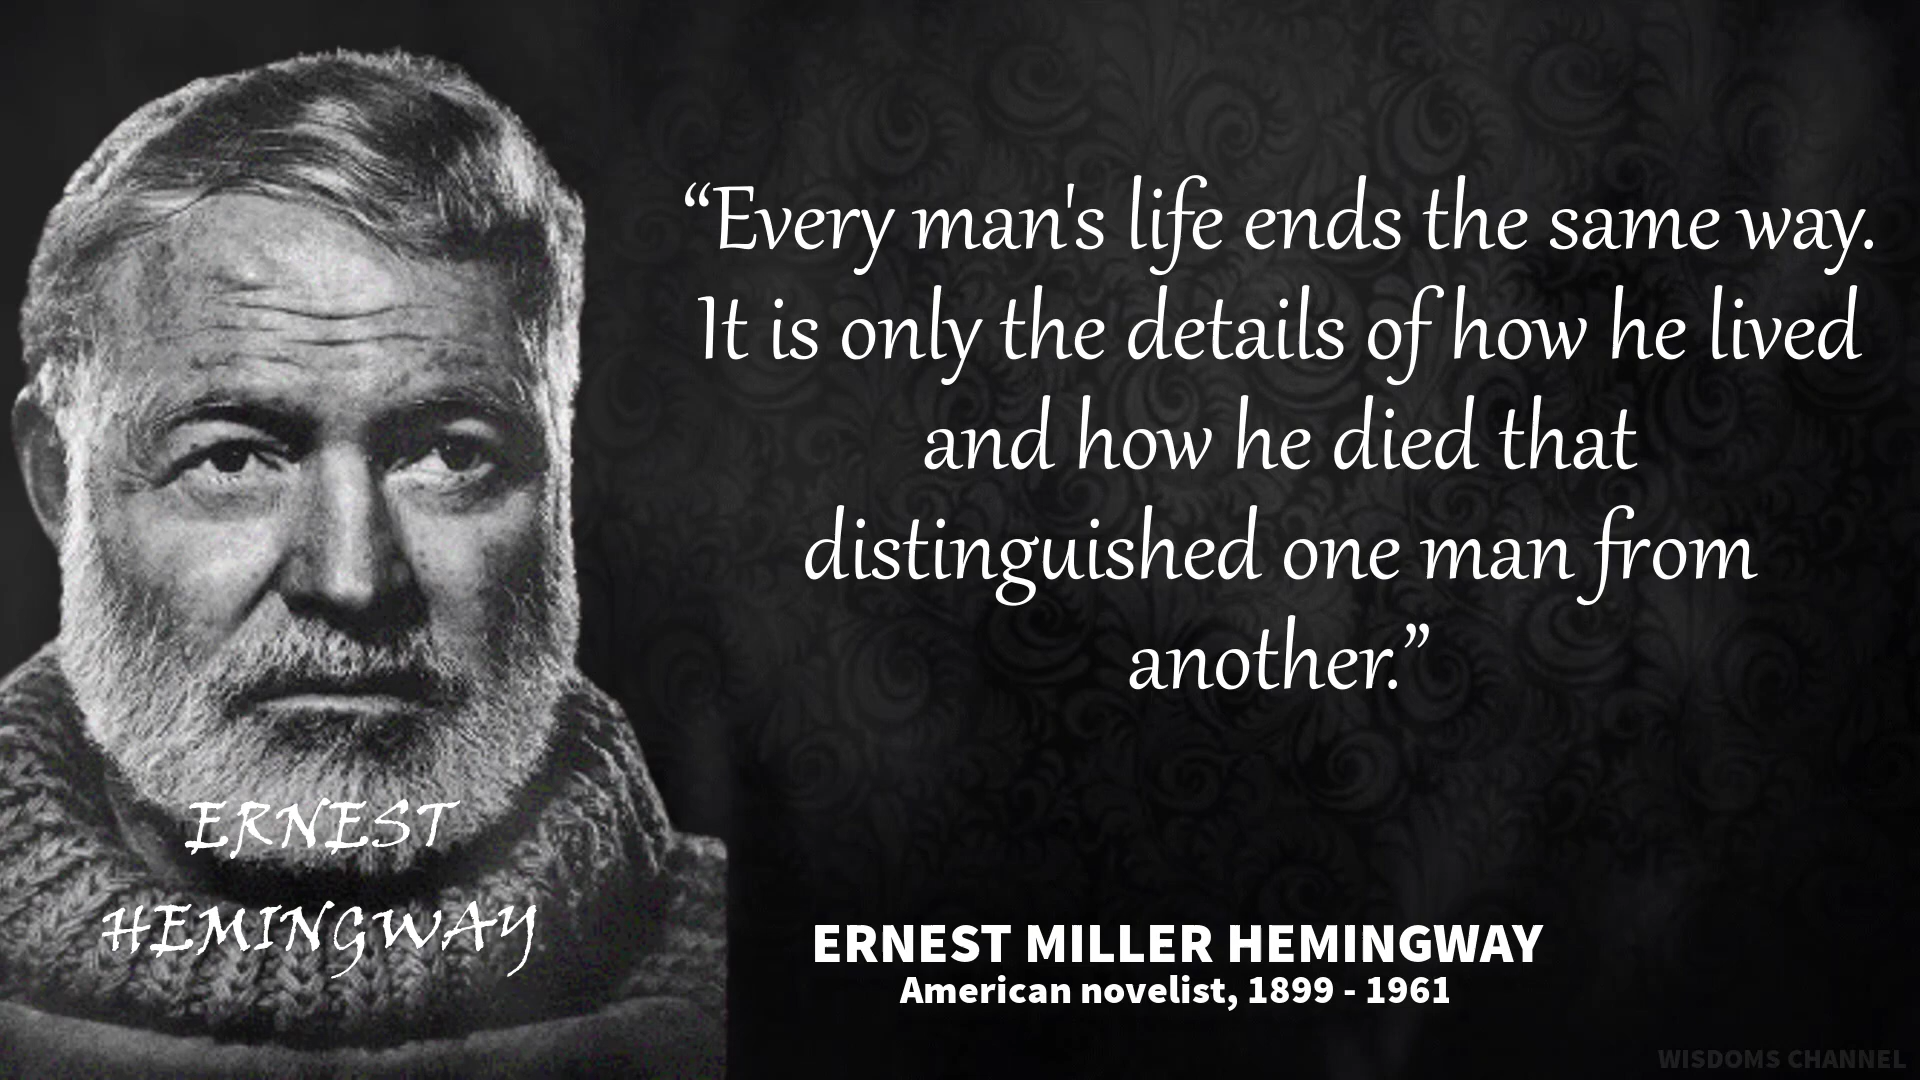 “Every man's life ends the same way.
It is only the details of how he lived
and how he died that
distinguished one man from
another.”
ERNEST
HEMINGWAY
ERNEST MILLER HEMINGWAY
American novelist, 1899 - 1961
WISDOMS CHANNEL